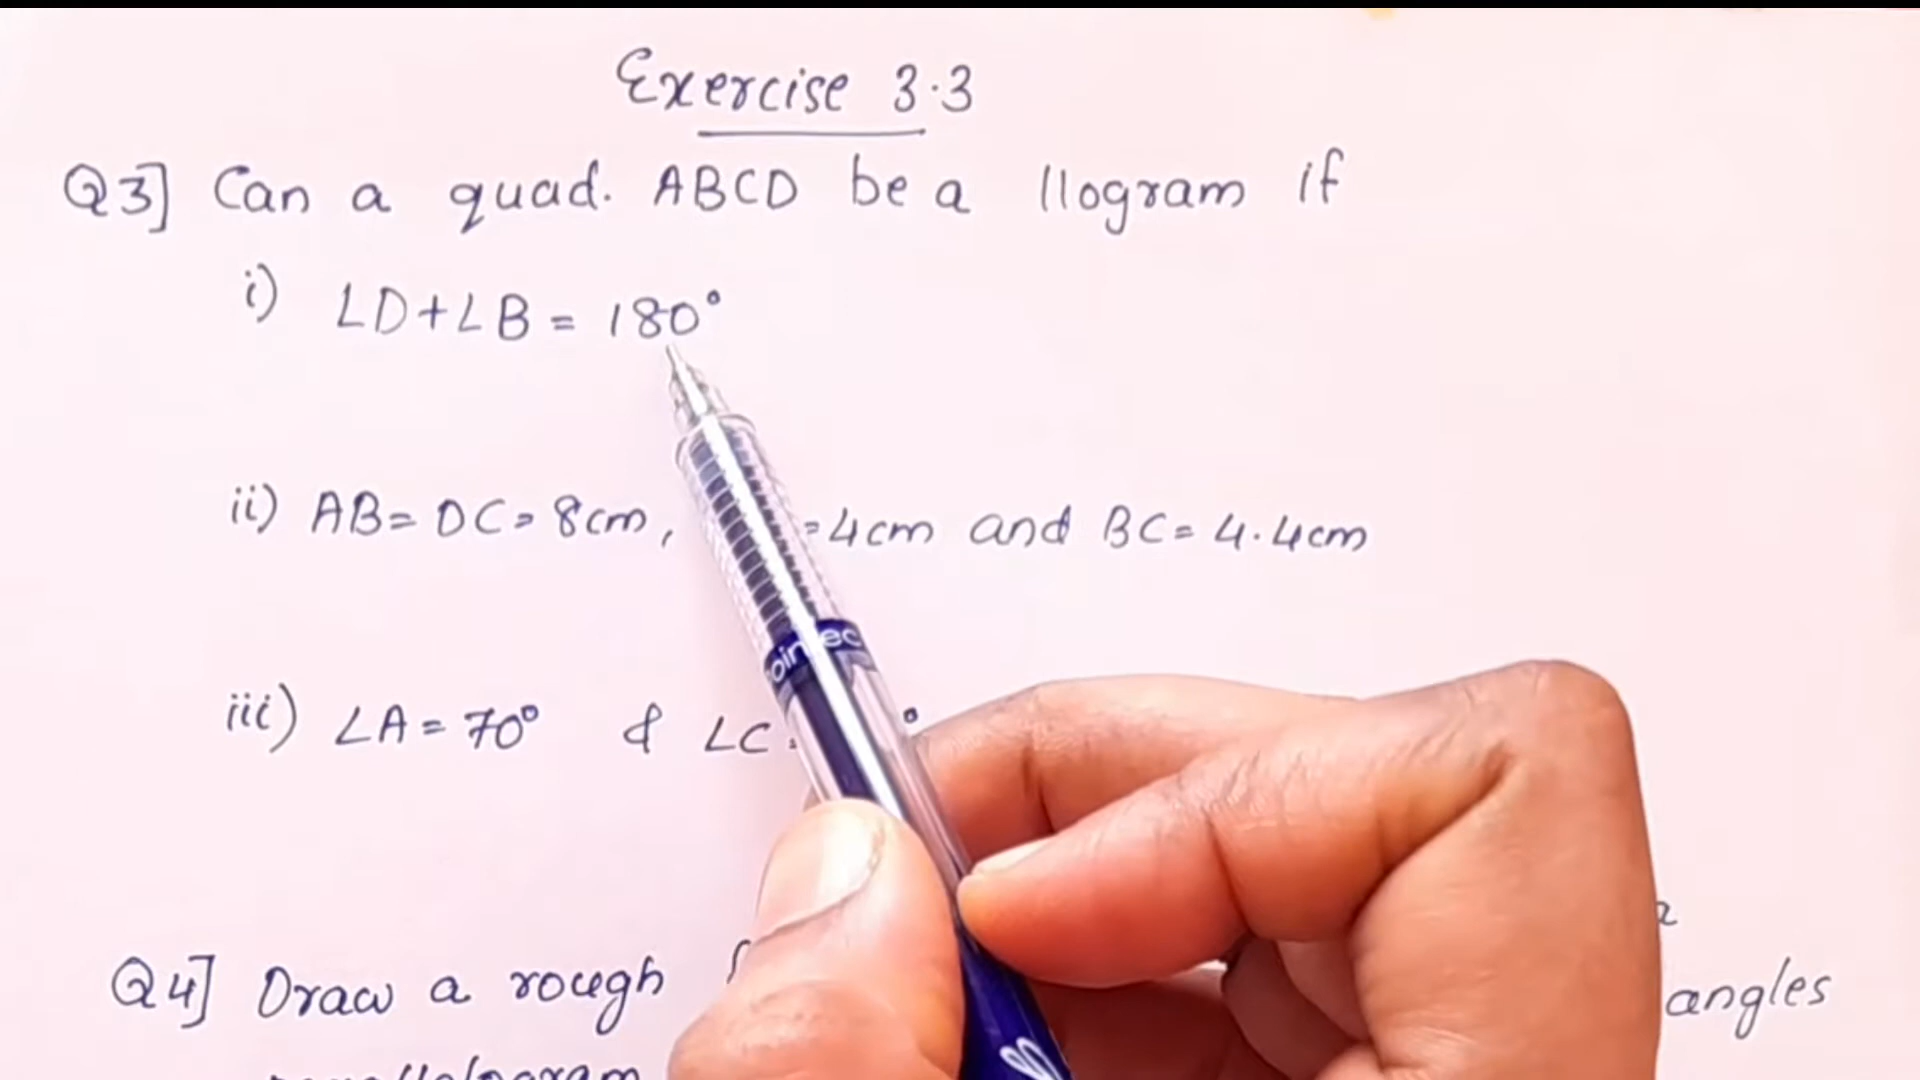 Exercise 3.3
Q3] Can a quad. ABCD be a llogram if
i) ∠D+∠B = 180°
ii) AB = DC = 8cm, =4cm and BC = 4.4cm
iii) ∠A = 70° & ∠C °
Q4] Draw a rough
angles